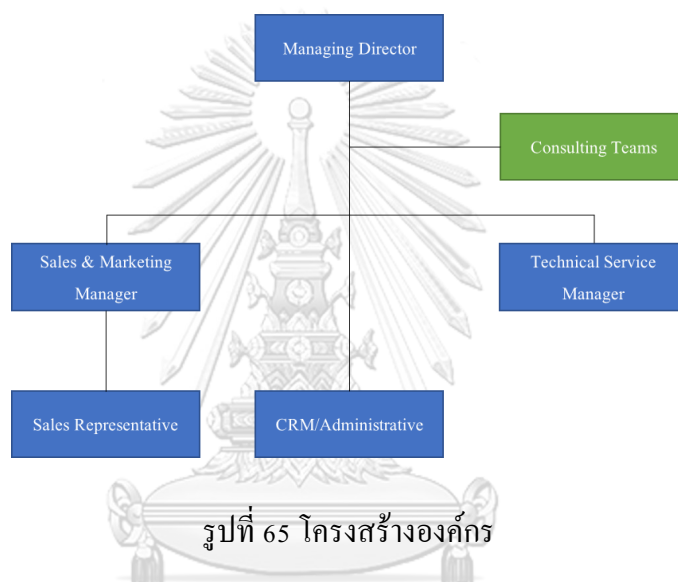 Managing Director
Consulting Teams
Sales & Marketing
Manager
Technical Service
Manager
Sales Representative
CRM/Administrative
รูปที่ 65 โครงสร้างองค์กร